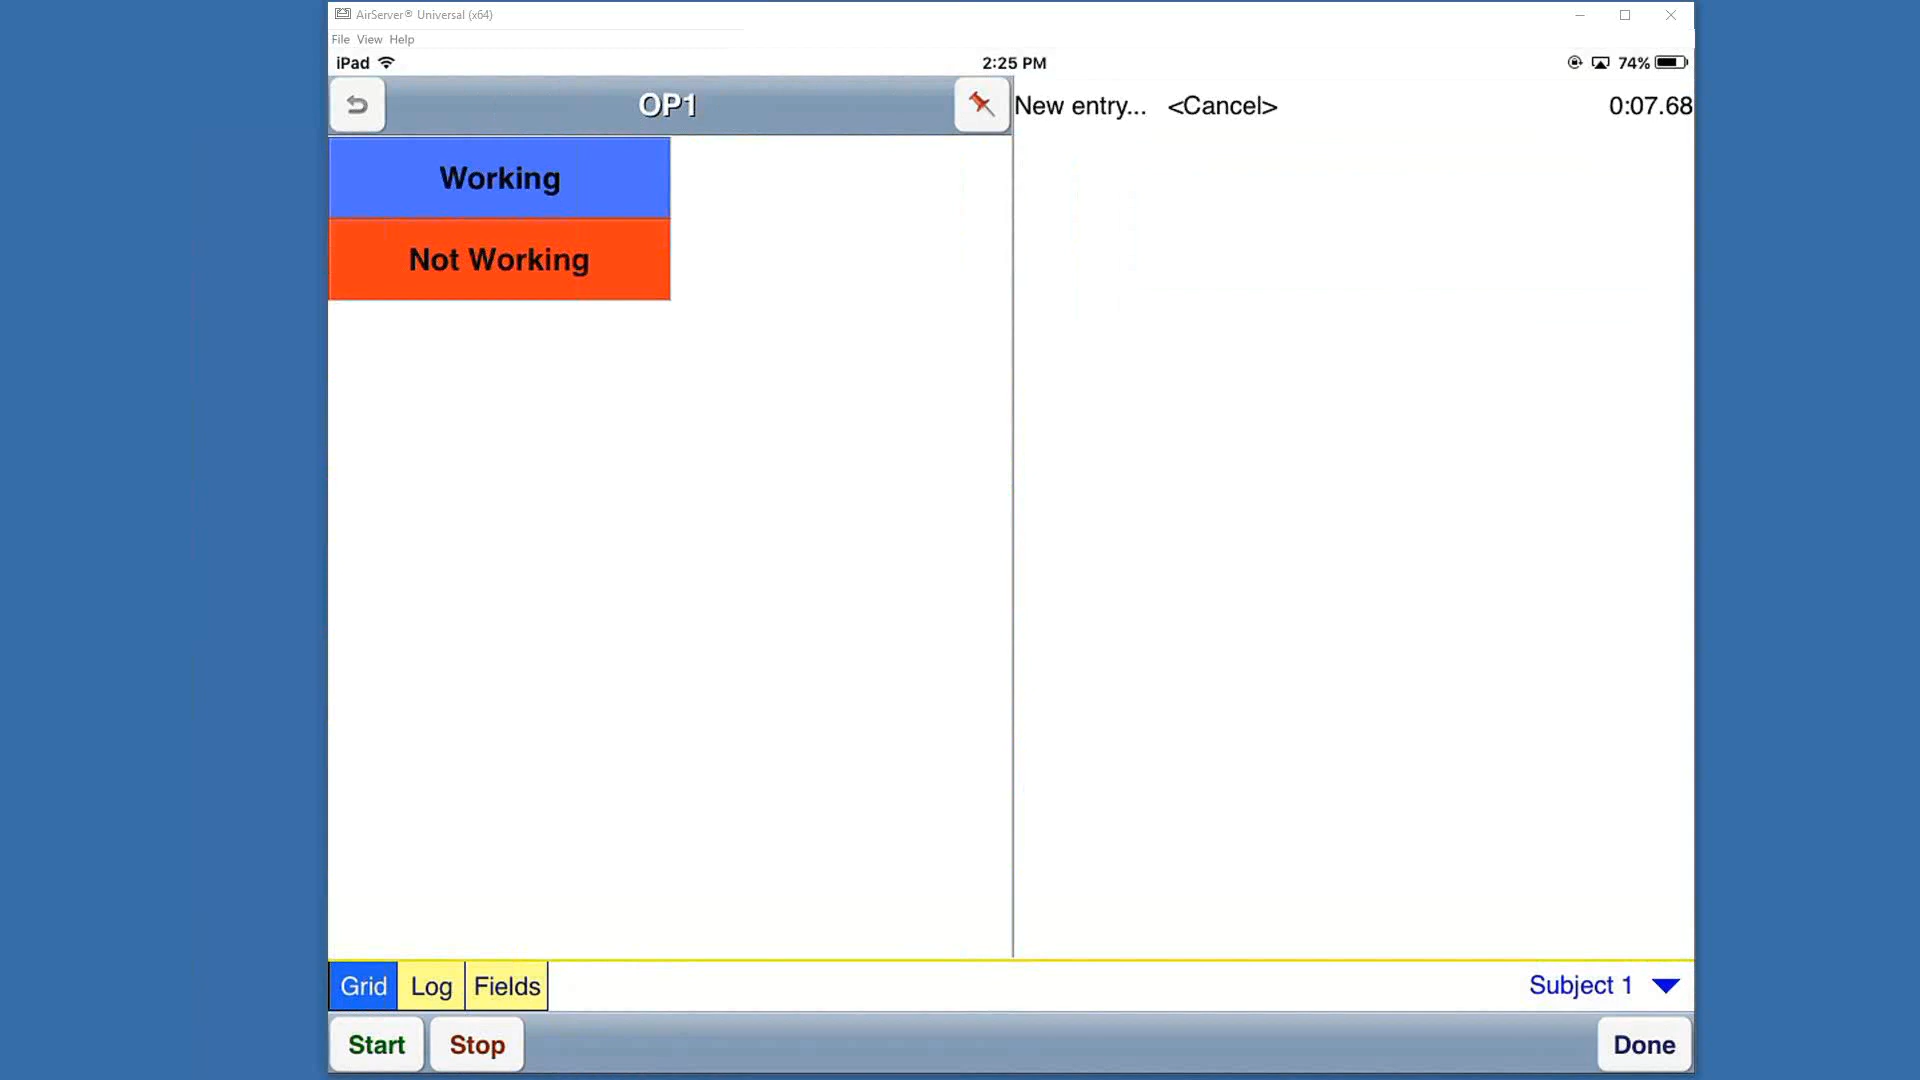 AirServer® Universal (x64)
File View Help
iPad 2:25 PM 74%
OP1
New entry... <Cancel> 0:07.68
Working
Not Working
Grid Log Fields Subject 1
Start Stop Done